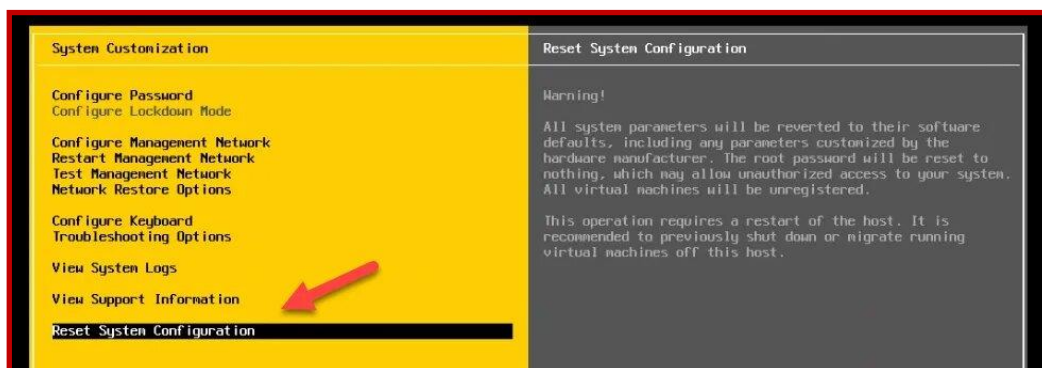 System Customization
Configure Password
Configure Lockdown Mode
Configure Management Network
Restart Management Network
Test Management Network
Network Restore Options
Configure Keyboard
Troubleshooting Options
View System Logs
View Support Information
Reset System Configuration
Reset System Configuration
Warning!
All system parameters will be reverted to their software
defaults, including any parameters customized by the
hardware manufacturer. The root password will be reset to
nothing, which may allow unauthorized access to your system.
All virtual machines will be unregistered.
This operation requires a restart of the host. It is
recommended to previously shut down or migrate running
virtual machines off this host.